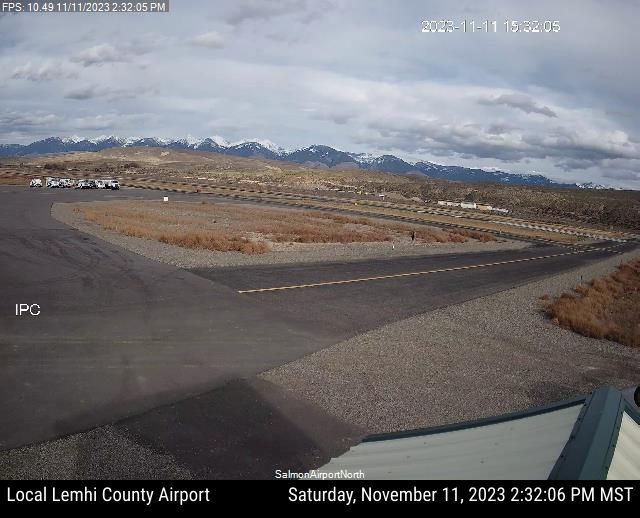 FPS: 10.49 11/11/2023 2:32:05 PM
2023-11-11 15:32:05
IPC
SalmonAirportNorth
Local Lemhi County Airport Saturday, November 11, 2023 2:32:06 PM MST